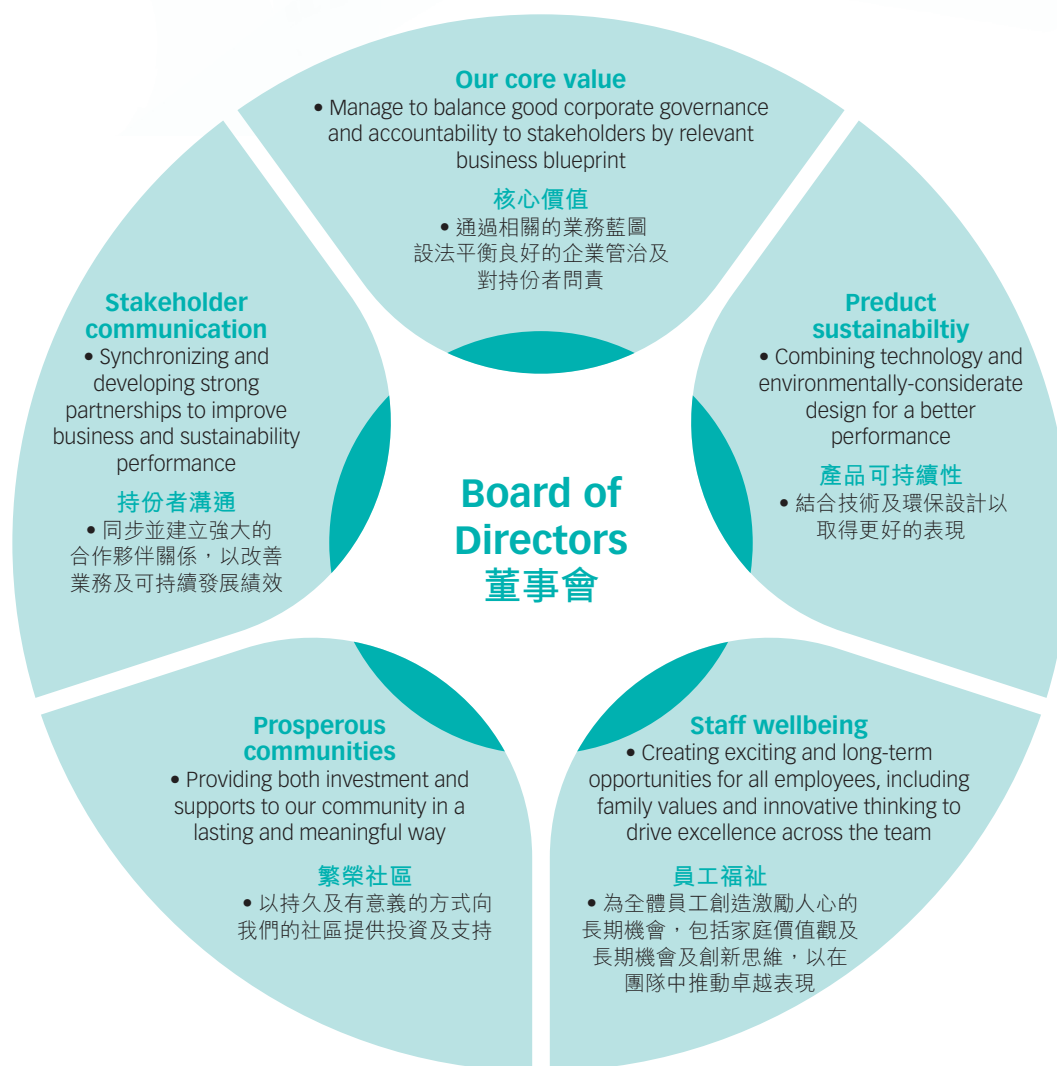 Our core value
• Manage to balance good corporate governance
and accountability to stakeholders by relevant
business blueprint
核心價值
• 通過相關的業務藍圖
設法平衡良好的企業管治及
對持份者問責
Stakeholder
communication
• Synchronizing and
developing strong
partnerships to improve
business and sustainability
performance
持份者溝通
• 同步並建立強大的
合作夥伴關係，以改善
業務及可持續發展績效
Product
sustainabiltiy
• Combining technology and
environmentally-considerate
design for a better
performance
產品可持續性
• 結合技術及環保設計以
取得更好的表現
Board of
Directors
董事會
Prosperous
communities
• Providing both investment and
supports to our community in a
lasting and meaningful way
繁榮社區
• 以持久及有意義的方式向
我們的社區提供投資及支持
Staff wellbeing
• Creating exciting and long-term
opportunities for all employees, including
family values and innovative thinking to
drive excellence across the team
員工福祉
• 為全體員工創造激勵人心的
長期機會，包括家庭價值觀及
長期機會及創新思維，以在
團隊中推動卓越表現